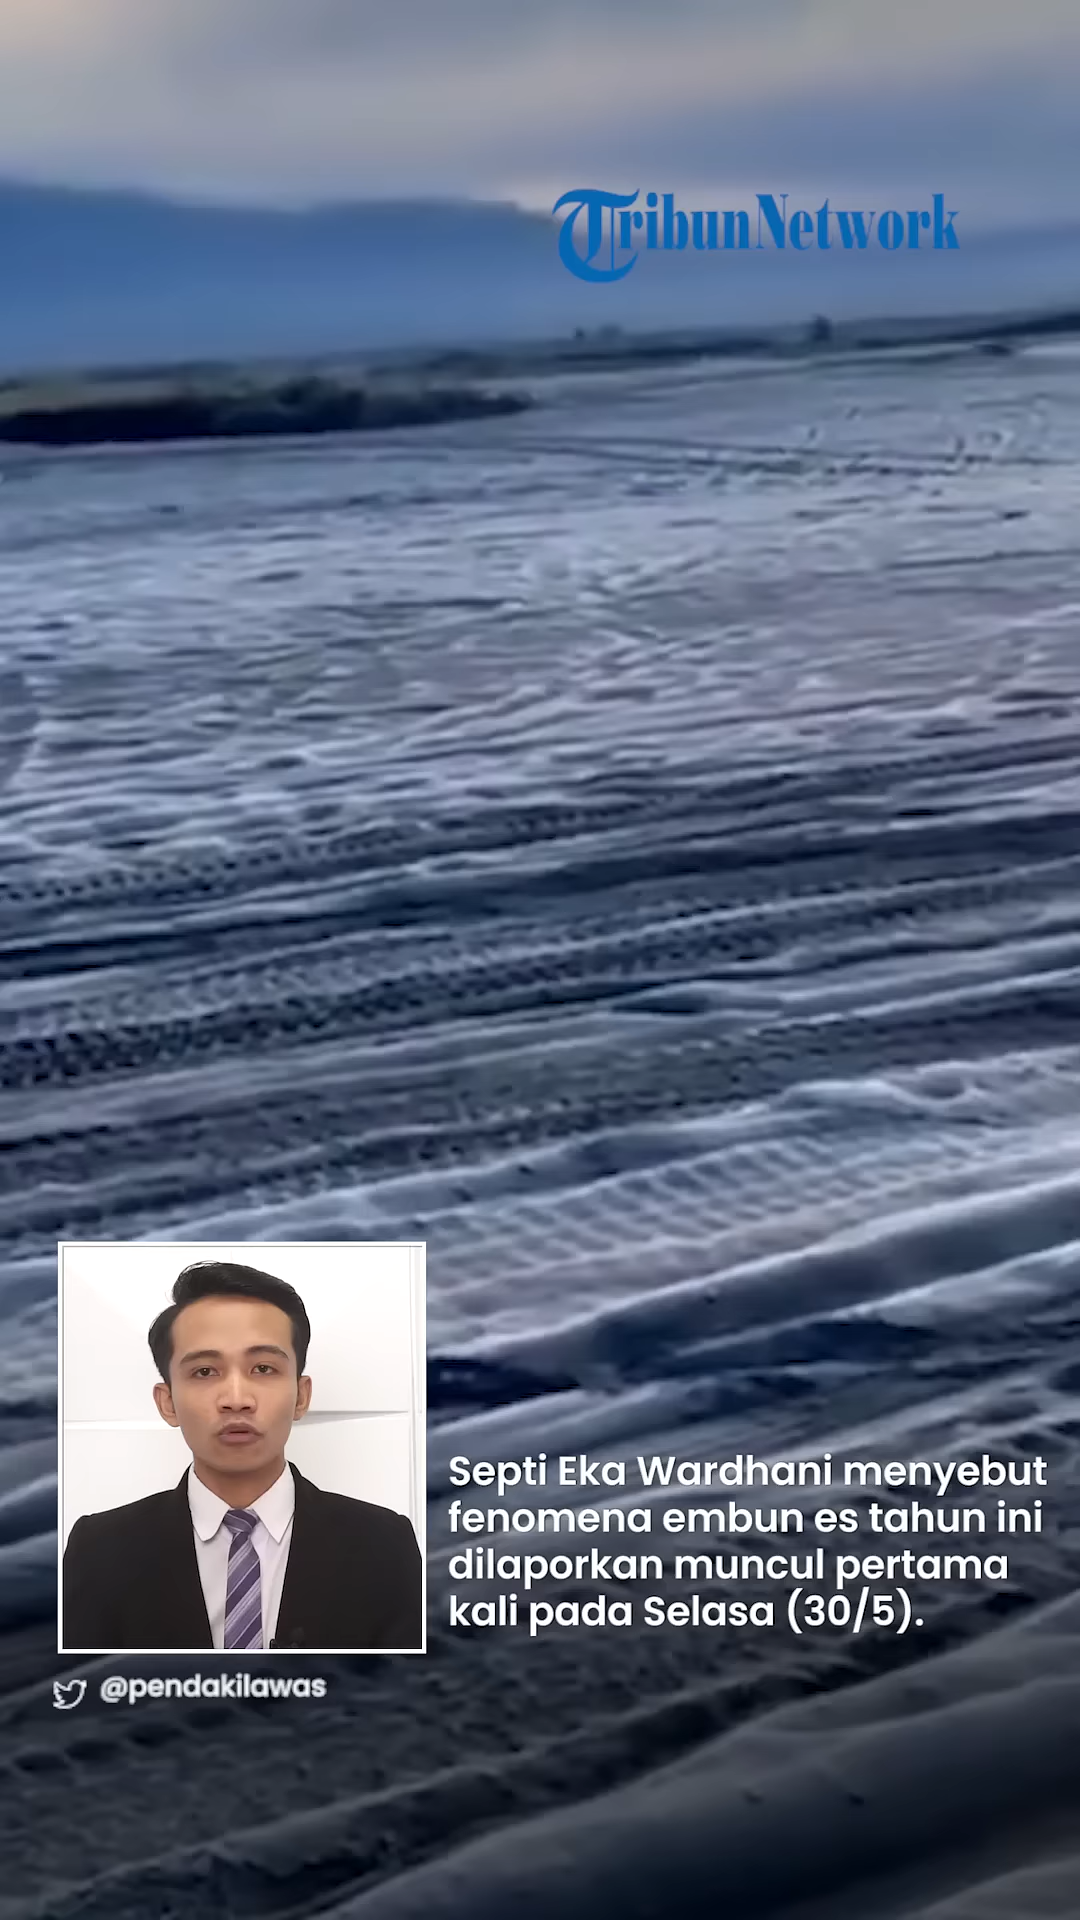 TribunNetwork
Septi Eka Wardhani menyebut
fenomena embun es tahun ini
dilaporkan muncul pertama
kali pada Selasa (30/5).
@pendakilawas